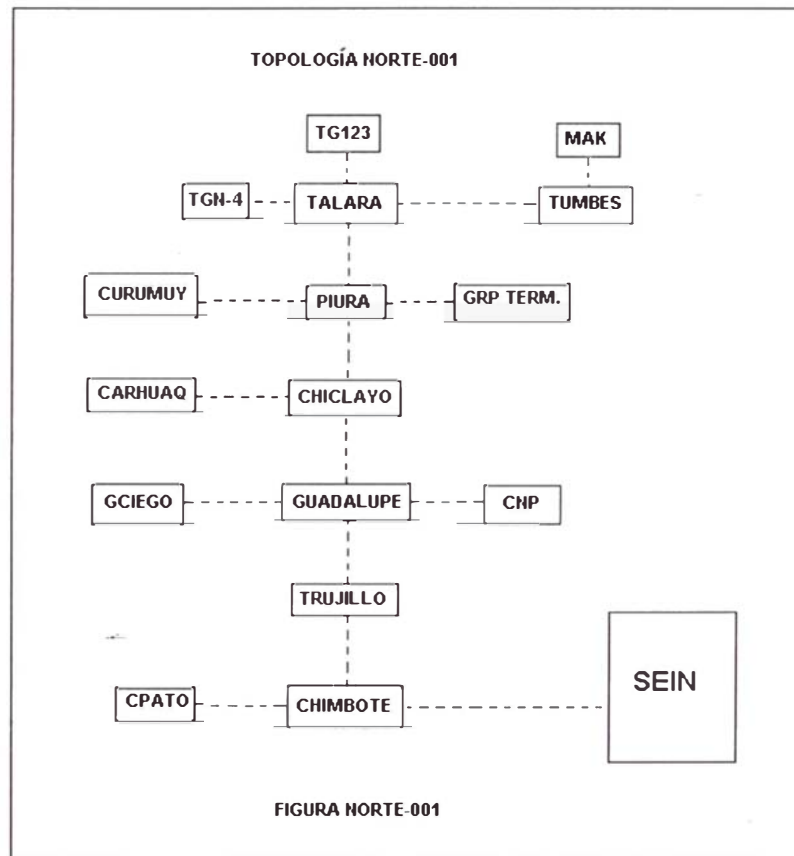 TOPOLOGÍA NORTE-001
TG123
MAK
TGN-4
TALARA
TUMBES
CURUMUY
PIURA
GRP TERM.
CARHUAQ
CHICLAYO
GCIEGO
GUADALUPE
CNP
TRUJILLO
SEIN
CPATO
CHIMBOTE
FIGURA NORTE-001